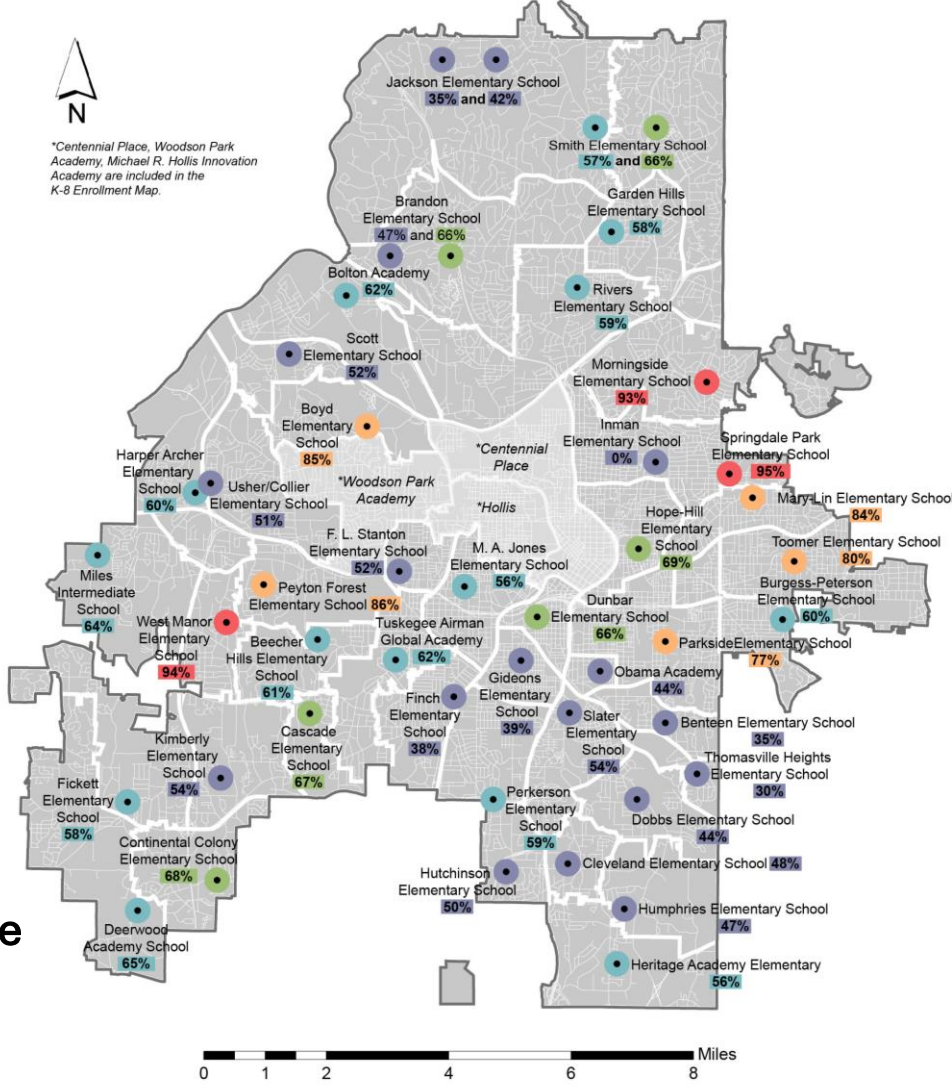 N
*Centennial Place, Woodson Park
Academy, Michael R. Hollis Innovation
Academy are included in the
K-8 Enrollment Map.
Jackson Elementary School
35% and 42%
Smith Elementary School
57% and 66%
Garden Hills
Elementary School
58%
Brandon
Elementary School
47% and 66%
Bolton Academy
62%
Rivers
Elementary School
59%
Scott
Elementary School
52%
Morningside
Elementary School
93%
Boyd
Elementary
School
85%
*Centennial
Place
Inman
Elementary School
0%
Springdale Park
Elementary School
95%
Harper Archer
Elementary
School
60%
Usher/Collier
Elementary School
51%
*Woodson Park
Academy
*Hollis
Mary-Lin Elementary School
84%
Hope-Hill
Elementary
School
69%
F. L. Stanton
Elementary School
52%
M. A. Jones
Elementary School
56%
Toomer Elementary School
80%
Miles
Intermediate
School
64%
Peyton Forest
Elementary School 86%
Burgess-Peterson
Elementary School
60%
Dunbar
Elementary School
66%
West Manor
Elementary
School
94%
Beecher
Hills Elementary
School
61%
Tuskegee Airman
Global Academy
62%
ParksideElementary School
77%
Gideons
Elementary
School
39%
Obama Academy
44%
Finch
Elementary
School
38%
Slater
Elementary
School
54%
Benteen Elementary School
35%
Cascade
Elementary
School
67%
Kimberly
Elementary
School
54%
Thomasville Heights
Elementary School
30%
Fickett
Elementary
School
58%
Perkerson
Elementary
School
59%
Dobbs Elementary School
44%
Continental Colony
Elementary School
68%
Cleveland Elementary School 48%
Hutchinson
Elementary School
50%
Humphries Elementary School
47%
e
Deerwood
Academy School
65%
Heritage Academy Elementary
56%
Miles
0 1 2 4 6 8